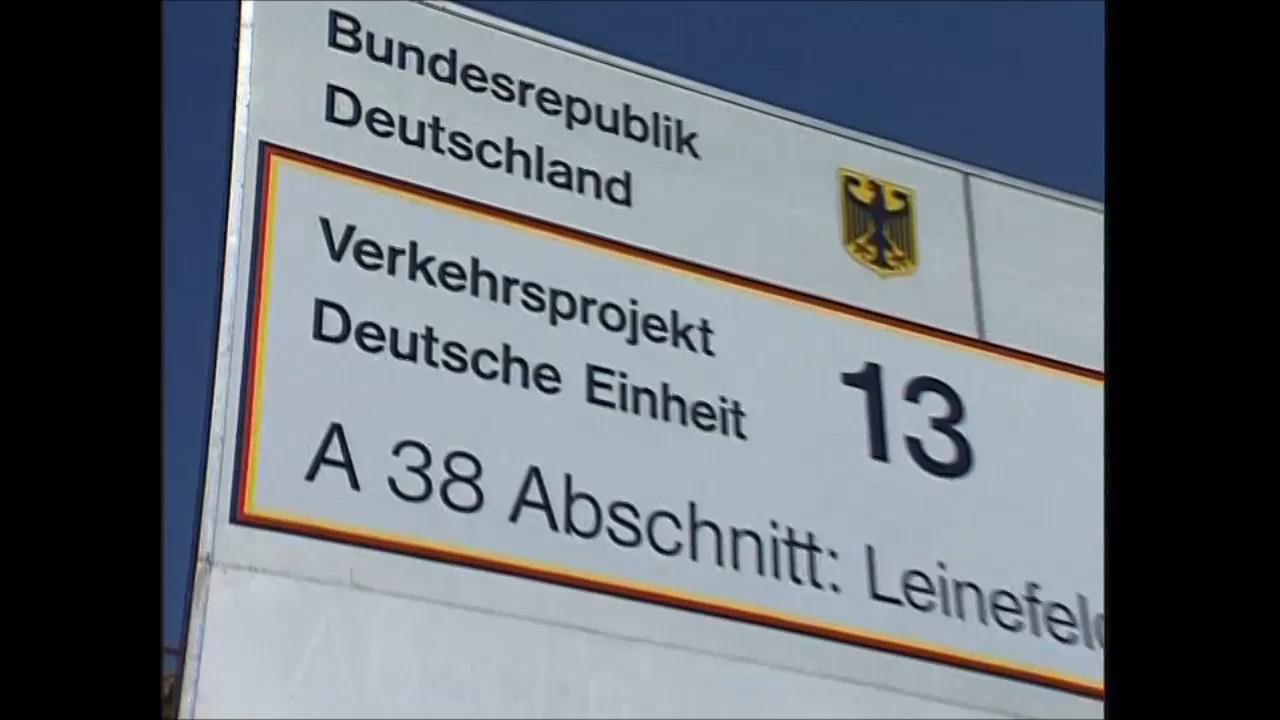 Bundesrepublik
Deutschland
Verkehrsprojekt
Deutsche Einheit
13
A 38 Abschnitt: Leinefeld